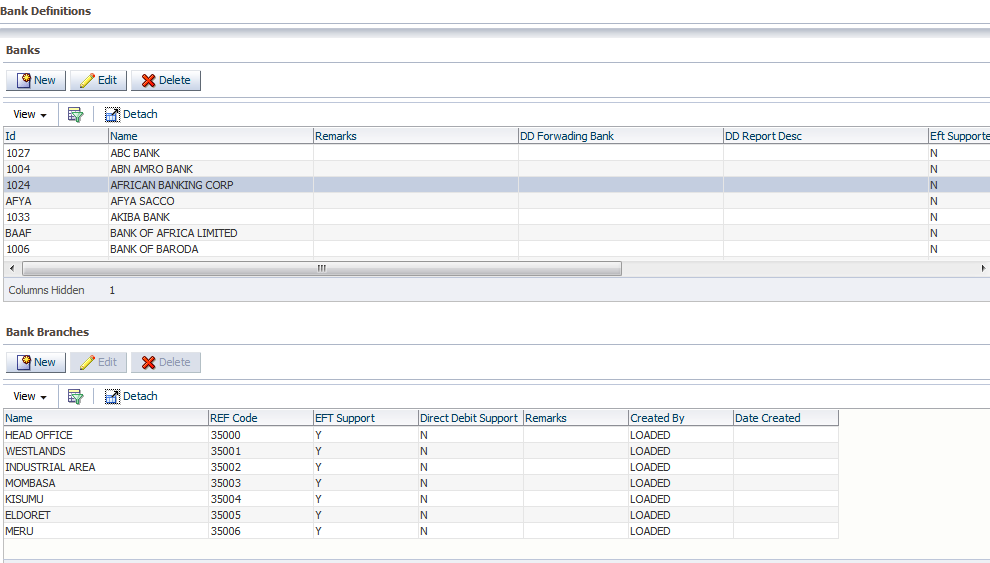 Bank Definitions
Banks
New Edit Delete
View Detach
Id Name Remarks DD Forwading Bank DD Report Desc Eft Supporte
1027 ABC BANK N
1004 ABN AMRO BANK N
1024 AFRICAN BANKING CORP N
AFYA AFYA SACCO N
1033 AKIBA BANK N
BAAF BANK OF AFRICA LIMITED N
1006 BANK OF BARODA N
Columns Hidden 1
Bank Branches
New Edit Delete
View Detach
Name REF Code EFT Support Direct Debit Support Remarks Created By Date Created
HEAD OFFICE 35000 Y N LOADED
WESTLANDS 35001 Y N LOADED
INDUSTRIAL AREA 35002 Y N LOADED
MOMBASA 35003 Y N LOADED
KISUMU 35004 Y N LOADED
ELDORET 35005 Y N LOADED
MERU 35006 Y N LOADED